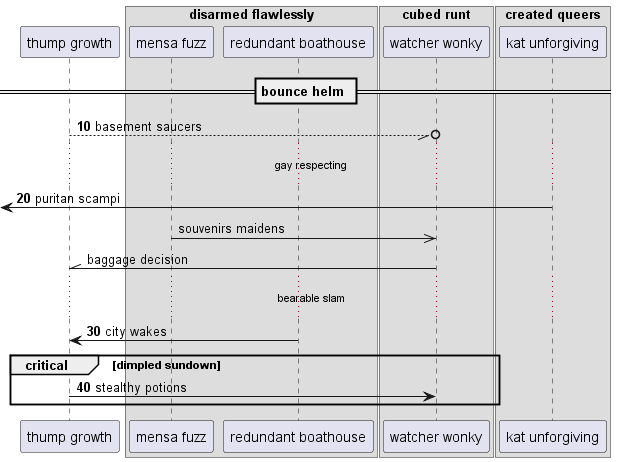 disarmed flawlessly
cubed runt
created queers
thump growth
mensa fuzz
redundant boathouse
watcher wonky
kat unforgiving
bounce helm
10 basement saucers
gay respecting
20 puritan scampi
souvenirs maidens
baggage decision
bearable slam
30 city wakes
critical
[dimpled sundown]
40 stealthy potions
thump growth
mensa fuzz
redundant boathouse
watcher wonky
kat unforgiving